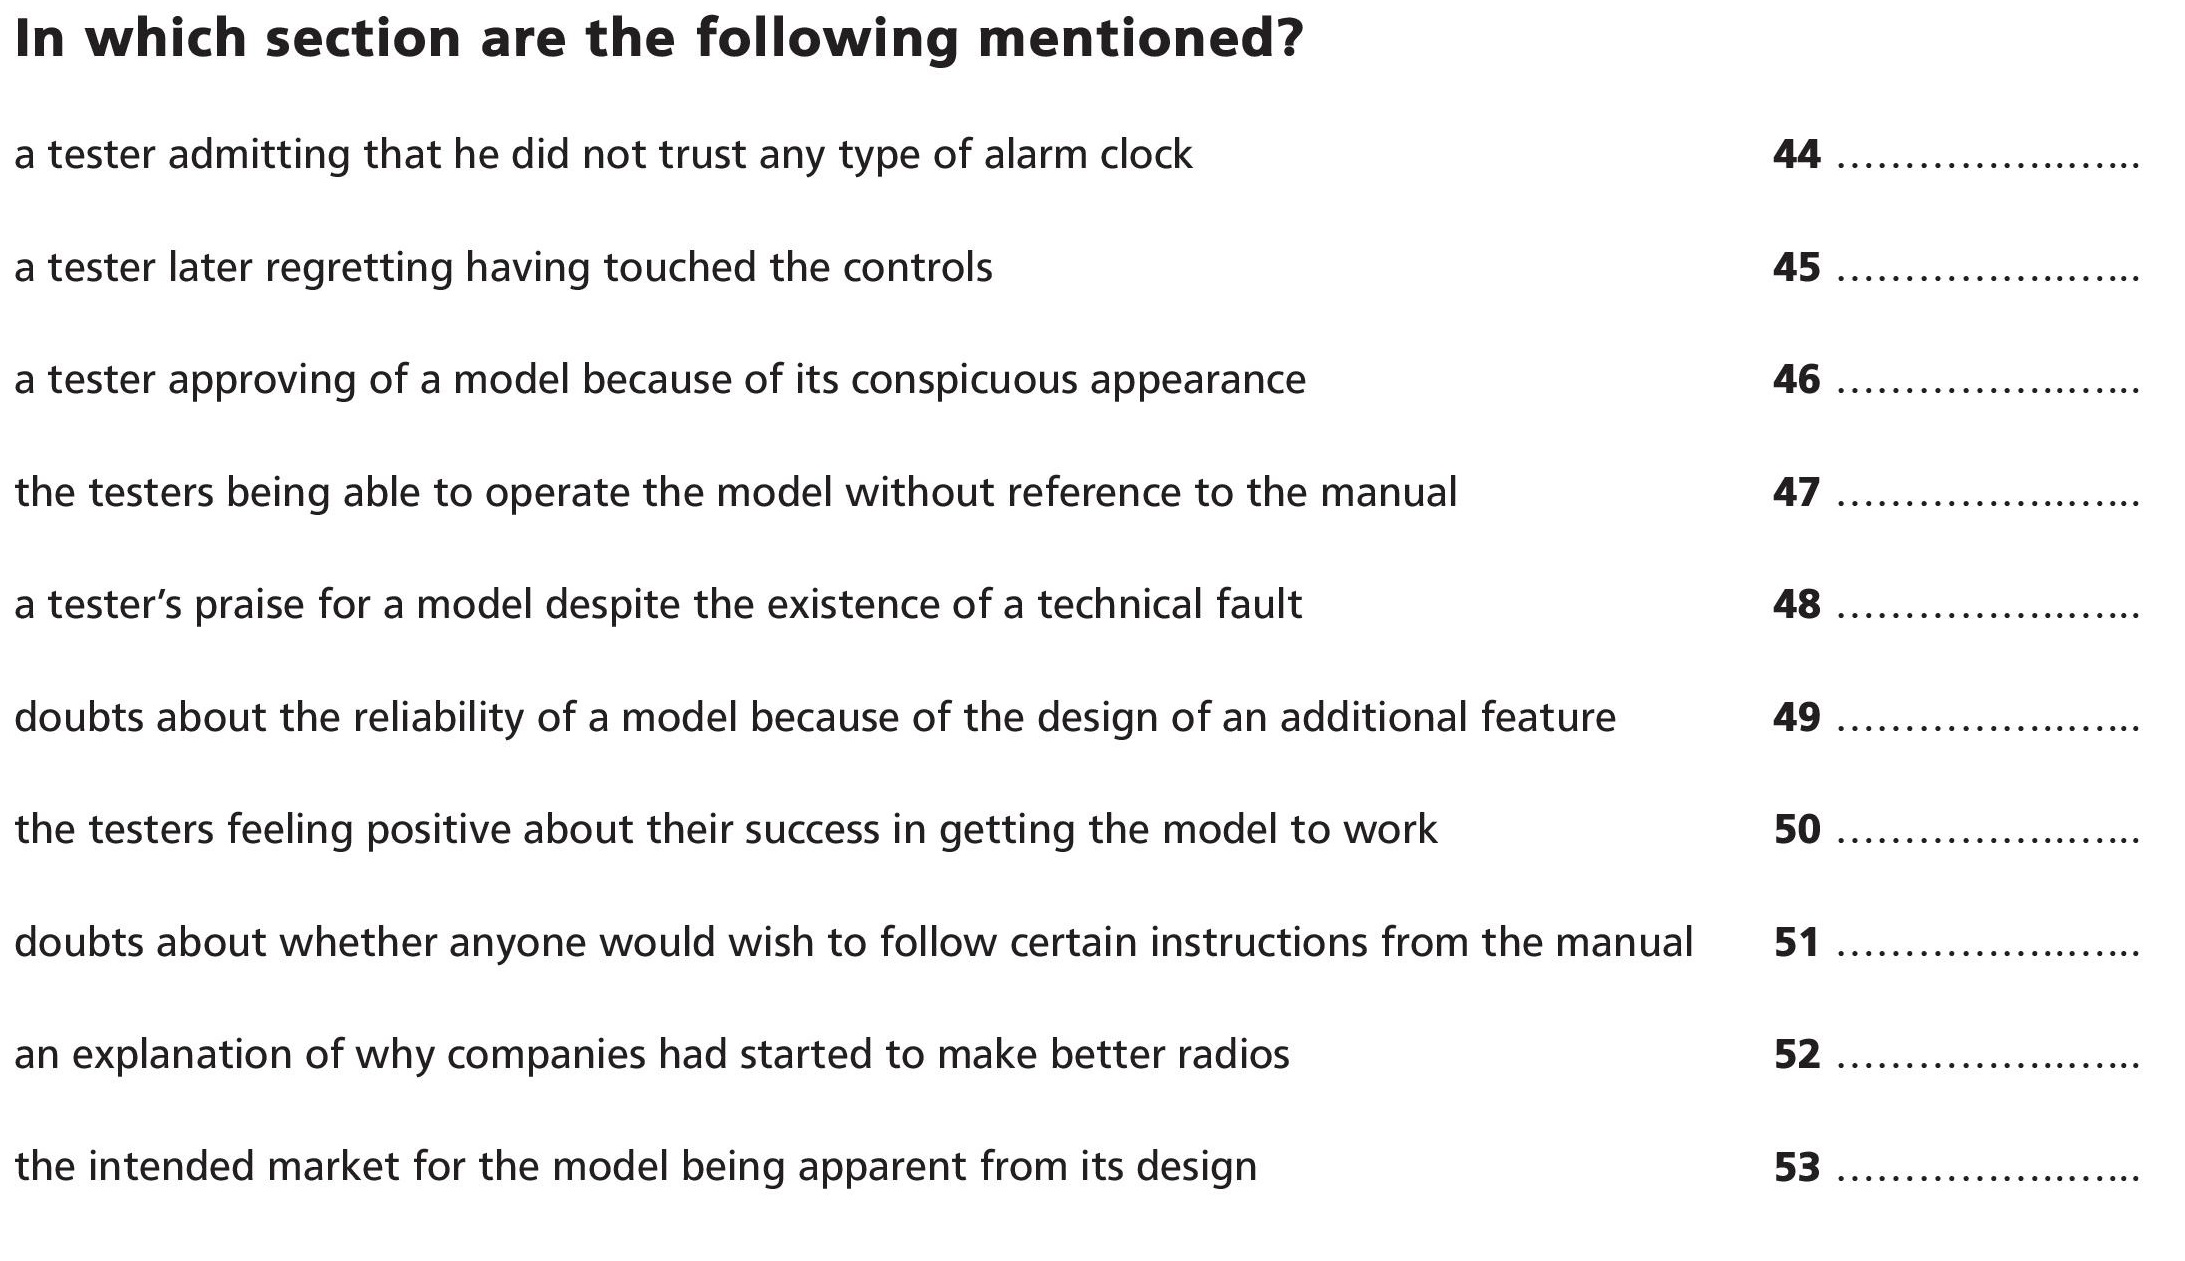 In which section are the following mentioned?
a tester admitting that he did not trust any type of alarm clock 44 ........................
a tester later regretting having touched the controls 45 ........................
a tester approving of a model because of its conspicuous appearance 46 ........................
the testers being able to operate the model without reference to the manual 47 ........................
a tester’s praise for a model despite the existence of a technical fault 48 ........................
doubts about the reliability of a model because of the design of an additional feature 49 ........................
the testers feeling positive about their success in getting the model to work 50 ........................
doubts about whether anyone would wish to follow certain instructions from the manual 51 ........................
an explanation of why companies had started to make better radios 52 ........................
the intended market for the model being apparent from its design 53 ........................